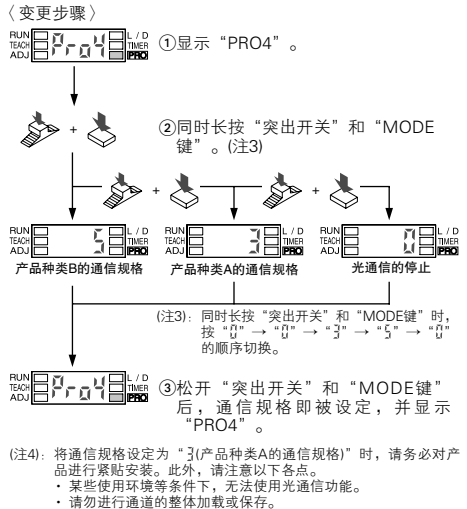 〈变更步骤〉
RUN TEACH ADJ Pro4 L / D TIMER PRO
①显示“PRO4”。
+
②同时长按“突出开关”和“MODE
键”。(注3)
+ +
RUN TEACH ADJ 5 L / D TIMER PRO
产品种类B的通信规格
RUN TEACH ADJ 3 L / D TIMER PRO
产品种类A的通信规格
RUN TEACH ADJ 0 L / D TIMER PRO
光通信的停止
(注3)：同时长按“突出开关”和“MODE键”时，
按“0”→“0”→“3”→“5”→“0”
的顺序切换。
RUN TEACH ADJ Pro4 L / D TIMER PRO
③松开“突出开关”和“MODE键”
后，通信规格即被设定，并显示
“PRO4”。
(注4)：将通信规格设定为“3(产品种类A的通信规格)”时，请务必对产
品进行紧贴安装。此外，请注意以下各点。
・某些使用环境等条件下，无法使用光通信功能。
・请勿进行通道的整体加载或保存。